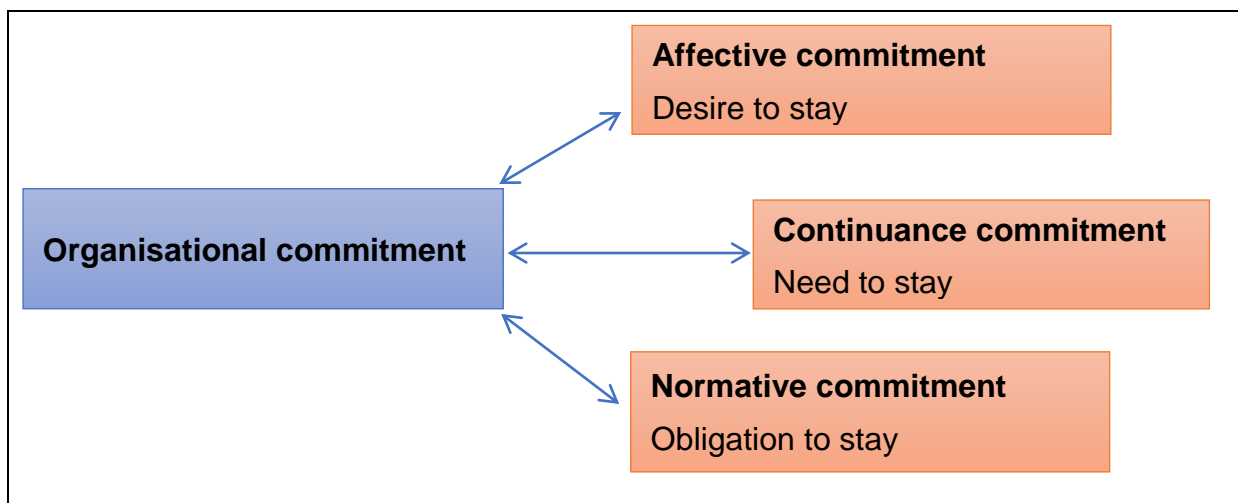 Affective commitment
Desire to stay
Organisational commitment
Continuance commitment
Need to stay
Normative commitment
Obligation to stay